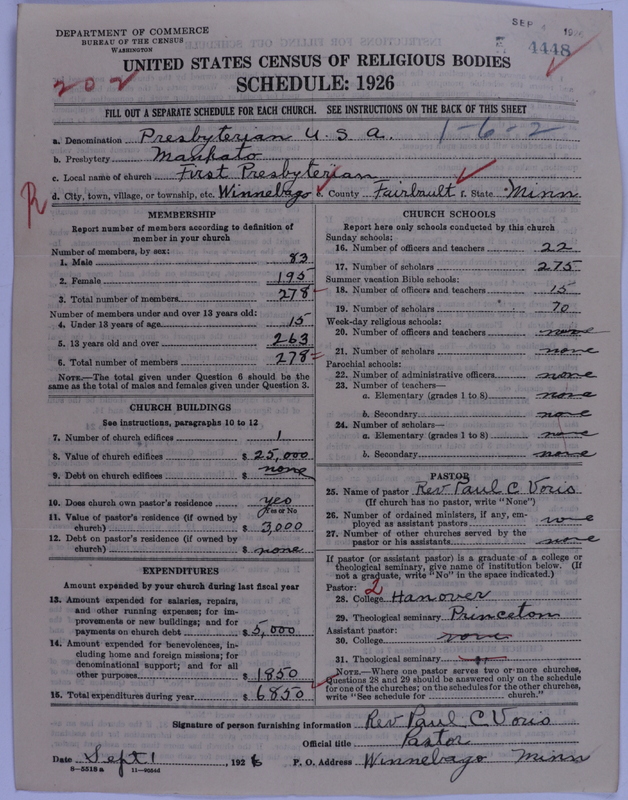 DEPARTMENT OF COMMERCE
BUREAU OF THE CENSUS
WASHINGTON
SEP
4448
UNITED STATES CENSUS OF RELIGIOUS BODIES
202
SCHEDULE: 1926
FILL OUT A SEPARATE SCHEDULE FOR EACH CHURCH. SEE INSTRUCTIONS ON THE BACK OF THIS SHEET
a. Denomination Presbyterian U.S.A. 1-6-2
b. Presbytery Mankato
c. Local name of church First Presbyterian
R
d. City, town, village, or township, etc. Winnebago e. County Fairbault f. State Minn
MEMBERSHIP
Report number of members according to definition of
member in your church
Number of members, by sex:
1. Male 83
2. Female 195
3. Total number of members 278
Number of members under and over 13 years old:
4. Under 13 years of age 15
5. 13 years old and over 263
6. Total number of members 278
NOTE.—The total given under Question 6 should be the
same as the total of males and females given under Question 3.
CHURCH BUILDINGS
See instructions, paragraphs 10 to 12
7. Number of church edifices 1
8. Value of church edifices $ 25,000
9. Debt on church edifices $ none
10. Does church own pastor's residence yes
Yes or No
11. Value of pastor's residence (if owned by
church) $ 3,000
12. Debt on pastor's residence (if owned by
church) $ none
EXPENDITURES
Amount expended by your church during last fiscal year
13. Amount expended for salaries, repairs,
and other running expenses; for im-
provements or new buildings; and for
payments on church debt $ 5,000
14. Amount expended for benevolences, in-
cluding home and foreign missions; for
denominational support; and for all
other purposes $ 1850
15. Total expenditures during year $ 6850
CHURCH SCHOOLS
Report here only schools conducted by this church
Sunday schools:
16. Number of officers and teachers 22
17. Number of scholars 275
Summer vacation Bible schools:
18. Number of officers and teachers 15
19. Number of scholars 70
Week-day religious schools:
20. Number of officers and teachers none
21. Number of scholars none
Parochial schools:
22. Number of administrative officers none
23. Number of teachers—
a. Elementary (grades 1 to 8) none
b. Secondary none
24. Number of scholars—
a. Elementary (grades 1 to 8) none
b. Secondary none
PASTOR
25. Name of pastor Rev Paul C Voris
(If church has no pastor, write "None")
26. Number of ordained ministers, if any, em-
ployed as assistant pastors none
27. Number of other churches served by the
pastor or his assistants none
If pastor (or assistant pastor) is a graduate of a college or
theological seminary, give name of institution below. (If
not a graduate, write "No" in the space indicated.)
Pastor: 2
28. College Hanover
29. Theological seminary Princeton
Assistant pastor:
30. College none
31. Theological seminary
NOTE.—Where one pastor serves two or more churches,
Questions 28 and 29 should be answered only on the schedule
for one of the churches; on the schedules for the other churches,
write "See schedule for church."
Signature of person furnishing information Rev Paul C. Voris
Official title Pastor
Date Sept 1, 1926 P. O. Address Winnebago Minn
8—5518a 11—9056d